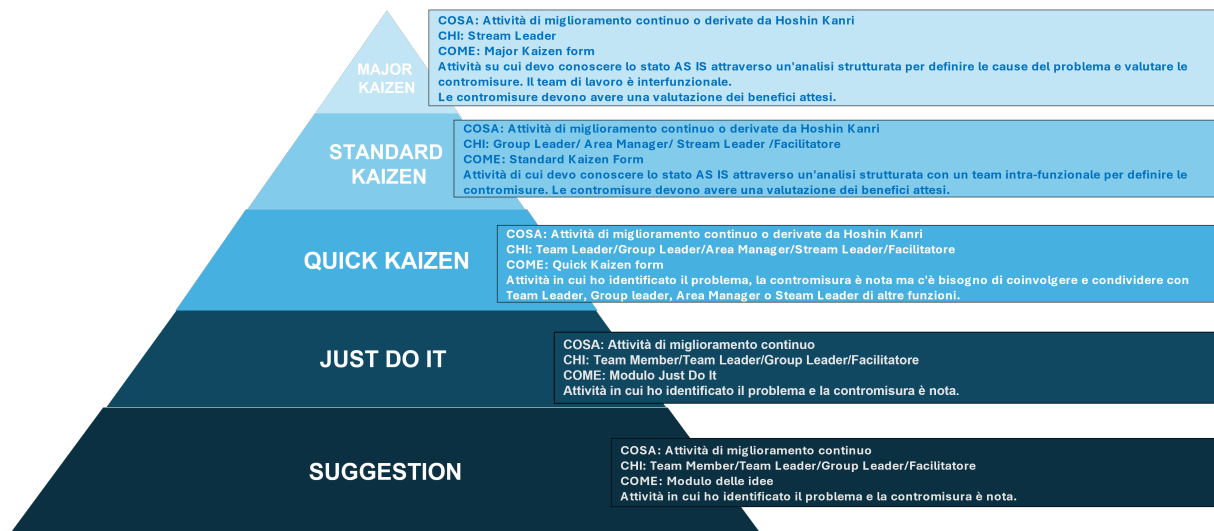 MAJOR
KAIZEN
COSA: Attività di miglioramento continuo o derivate da Hoshin Kanri
CHI: Stream Leader
COME: Major Kaizen form
Attività su cui devo conoscere lo stato AS IS attraverso un'analisi strutturata per definire le cause del problema e valutare le
contromisure. Il team di lavoro è interfunzionale.
Le contromisure devono avere una valutazione dei benefici attesi.
STANDARD
KAIZEN
COSA: Attività di miglioramento continuo o derivate da Hoshin Kanri
CHI: Group Leader/ Area Manager/ Stream Leader /Facilitatore
COME: Standard Kaizen Form
Attività di cui devo conoscere lo stato AS IS attraverso un'analisi strutturata con un team intra-funzionale per definire le
contromisure. Le contromisure devono avere una valutazione dei benefici attesi.
QUICK KAIZEN
COSA: Attività di miglioramento continuo o derivate da Hoshin Kanri
CHI: Team Leader/Group Leader/Area Manager/Stream Leader/Facilitatore
COME: Quick Kaizen form
Attività in cui ho identificato il problema, la contromisura è nota ma c'è bisogno di coinvolgere e condividere con
Team Leader, Group leader, Area Manager o Steam Leader di altre funzioni.
JUST DO IT
COSA: Attività di miglioramento continuo
CHI: Team Member/Team Leader/Group Leader/Facilitatore
COME: Modulo Just Do It
Attività in cui ho identificato il problema e la contromisura è nota.
SUGGESTION
COSA: Attività di miglioramento continuo
CHI: Team Member/Team Leader/Group Leader/Facilitatore
COME: Modulo delle idee
Attività in cui ho identificato il problema e la contromisura è nota.